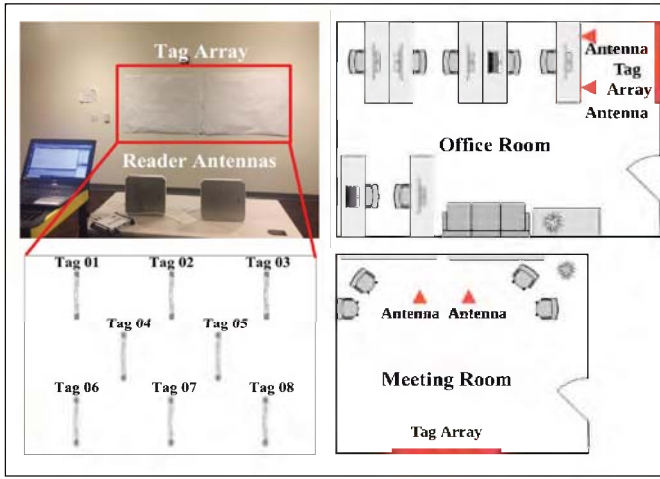 Tag Array
Reader Antennas
Tag 01 Tag 02 Tag 03
Tag 04 Tag 05
Tag 06 Tag 07 Tag 08
Antenna
Tag
Array
Antenna
Office Room
Antenna Antenna
Meeting Room
Tag Array